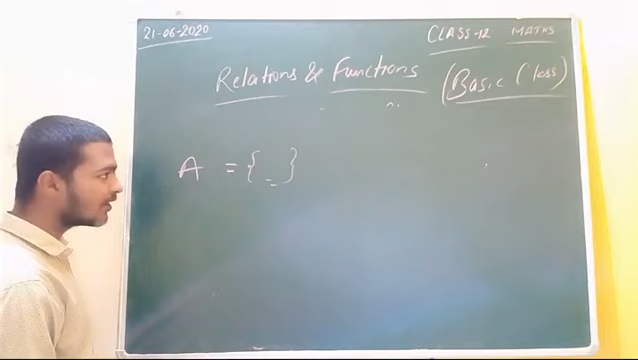 21-06-2020
CLASS-12 MATHS
Relations & Functions (Basic Class)
A = { }